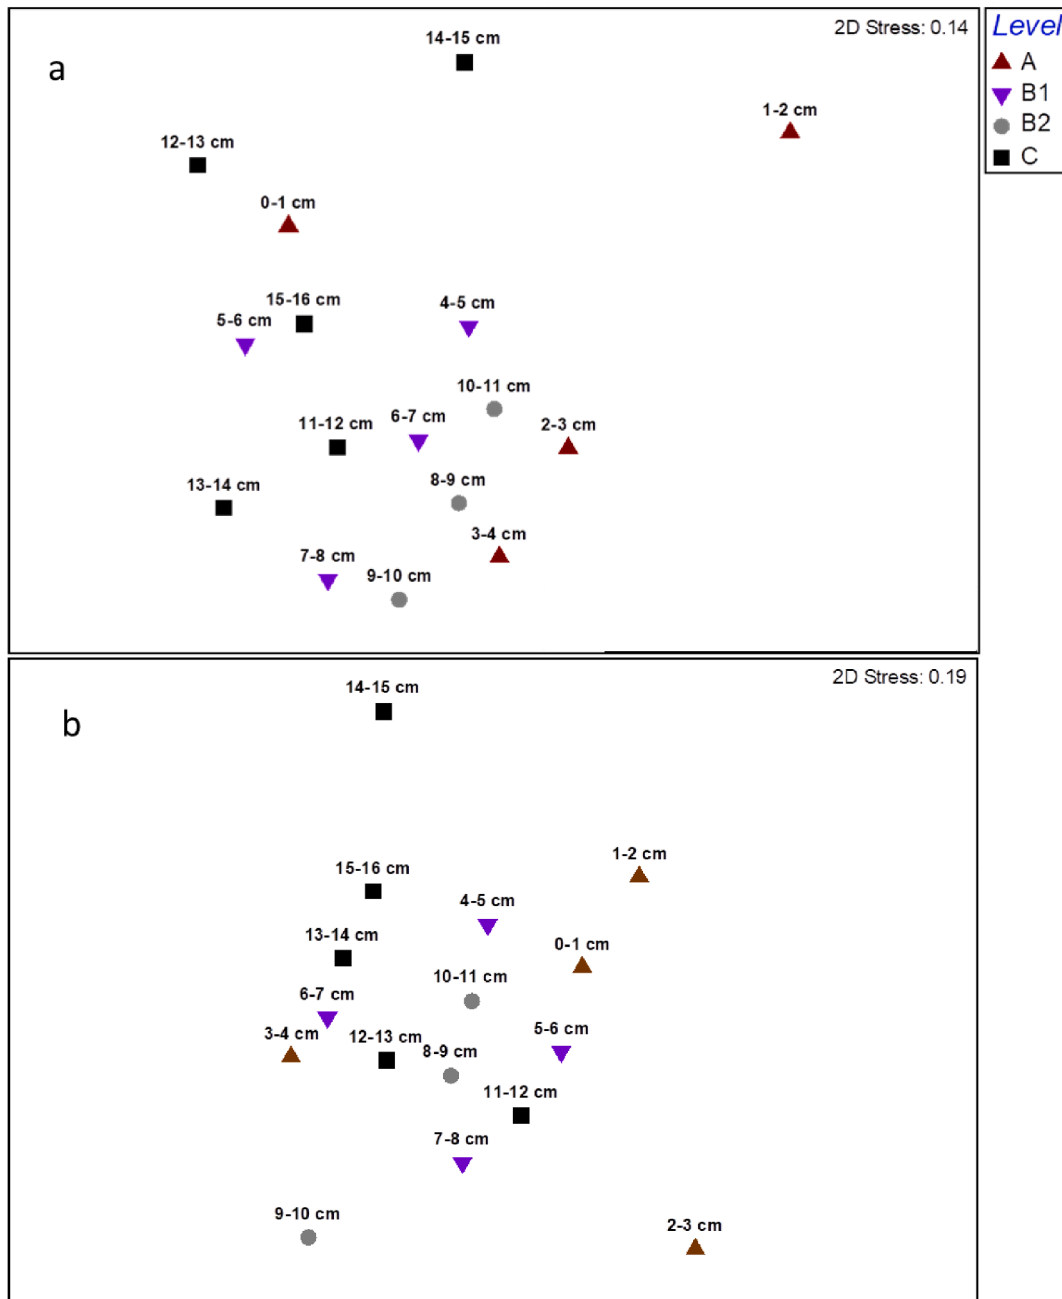 2D Stress: 0.14
Level
A
B1
B2
C
a
14-15 cm
1-2 cm
12-13 cm
0-1 cm
15-16 cm
5-6 cm
4-5 cm
10-11 cm
6-7 cm
11-12 cm
2-3 cm
8-9 cm
13-14 cm
3-4 cm
7-8 cm
9-10 cm
2D Stress: 0.19
b
14-15 cm
1-2 cm
15-16 cm
4-5 cm
13-14 cm
0-1 cm
10-11 cm
6-7 cm
3-4 cm
12-13 cm
5-6 cm
8-9 cm
11-12 cm
7-8 cm
9-10 cm
2-3 cm